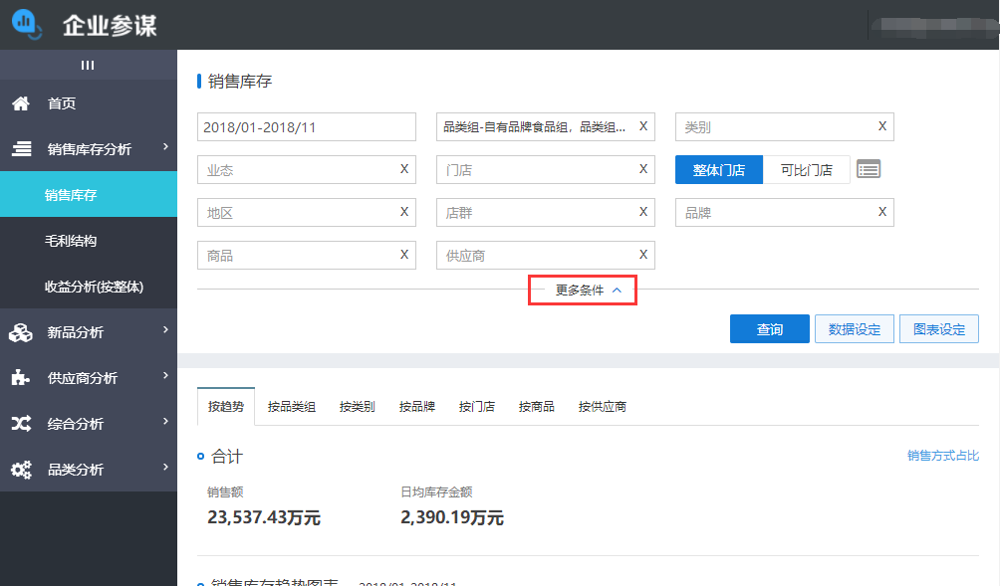 企业参谋
首页
销售库存分析
销售库存
毛利结构
收益分析(按整体)
新品分析
供应商分析
综合分析
品类分析
销售库存
2018/01-2018/11
品类组-自有品牌食品组，品类组... X
类别 X
业态 X
门店 X
整体门店 可比门店
地区 X
店群 X
品牌 X
商品 X
供应商 X
更多条件
查询 数据设定 图表设定
按趋势 按品类组 按类别 按品牌 按门店 按商品 按供应商
合计 销售方式占比
销售额 日均库存金额
23,537.43万元 2,390.19万元
销售库存趋势图表 2018/01-2018/11